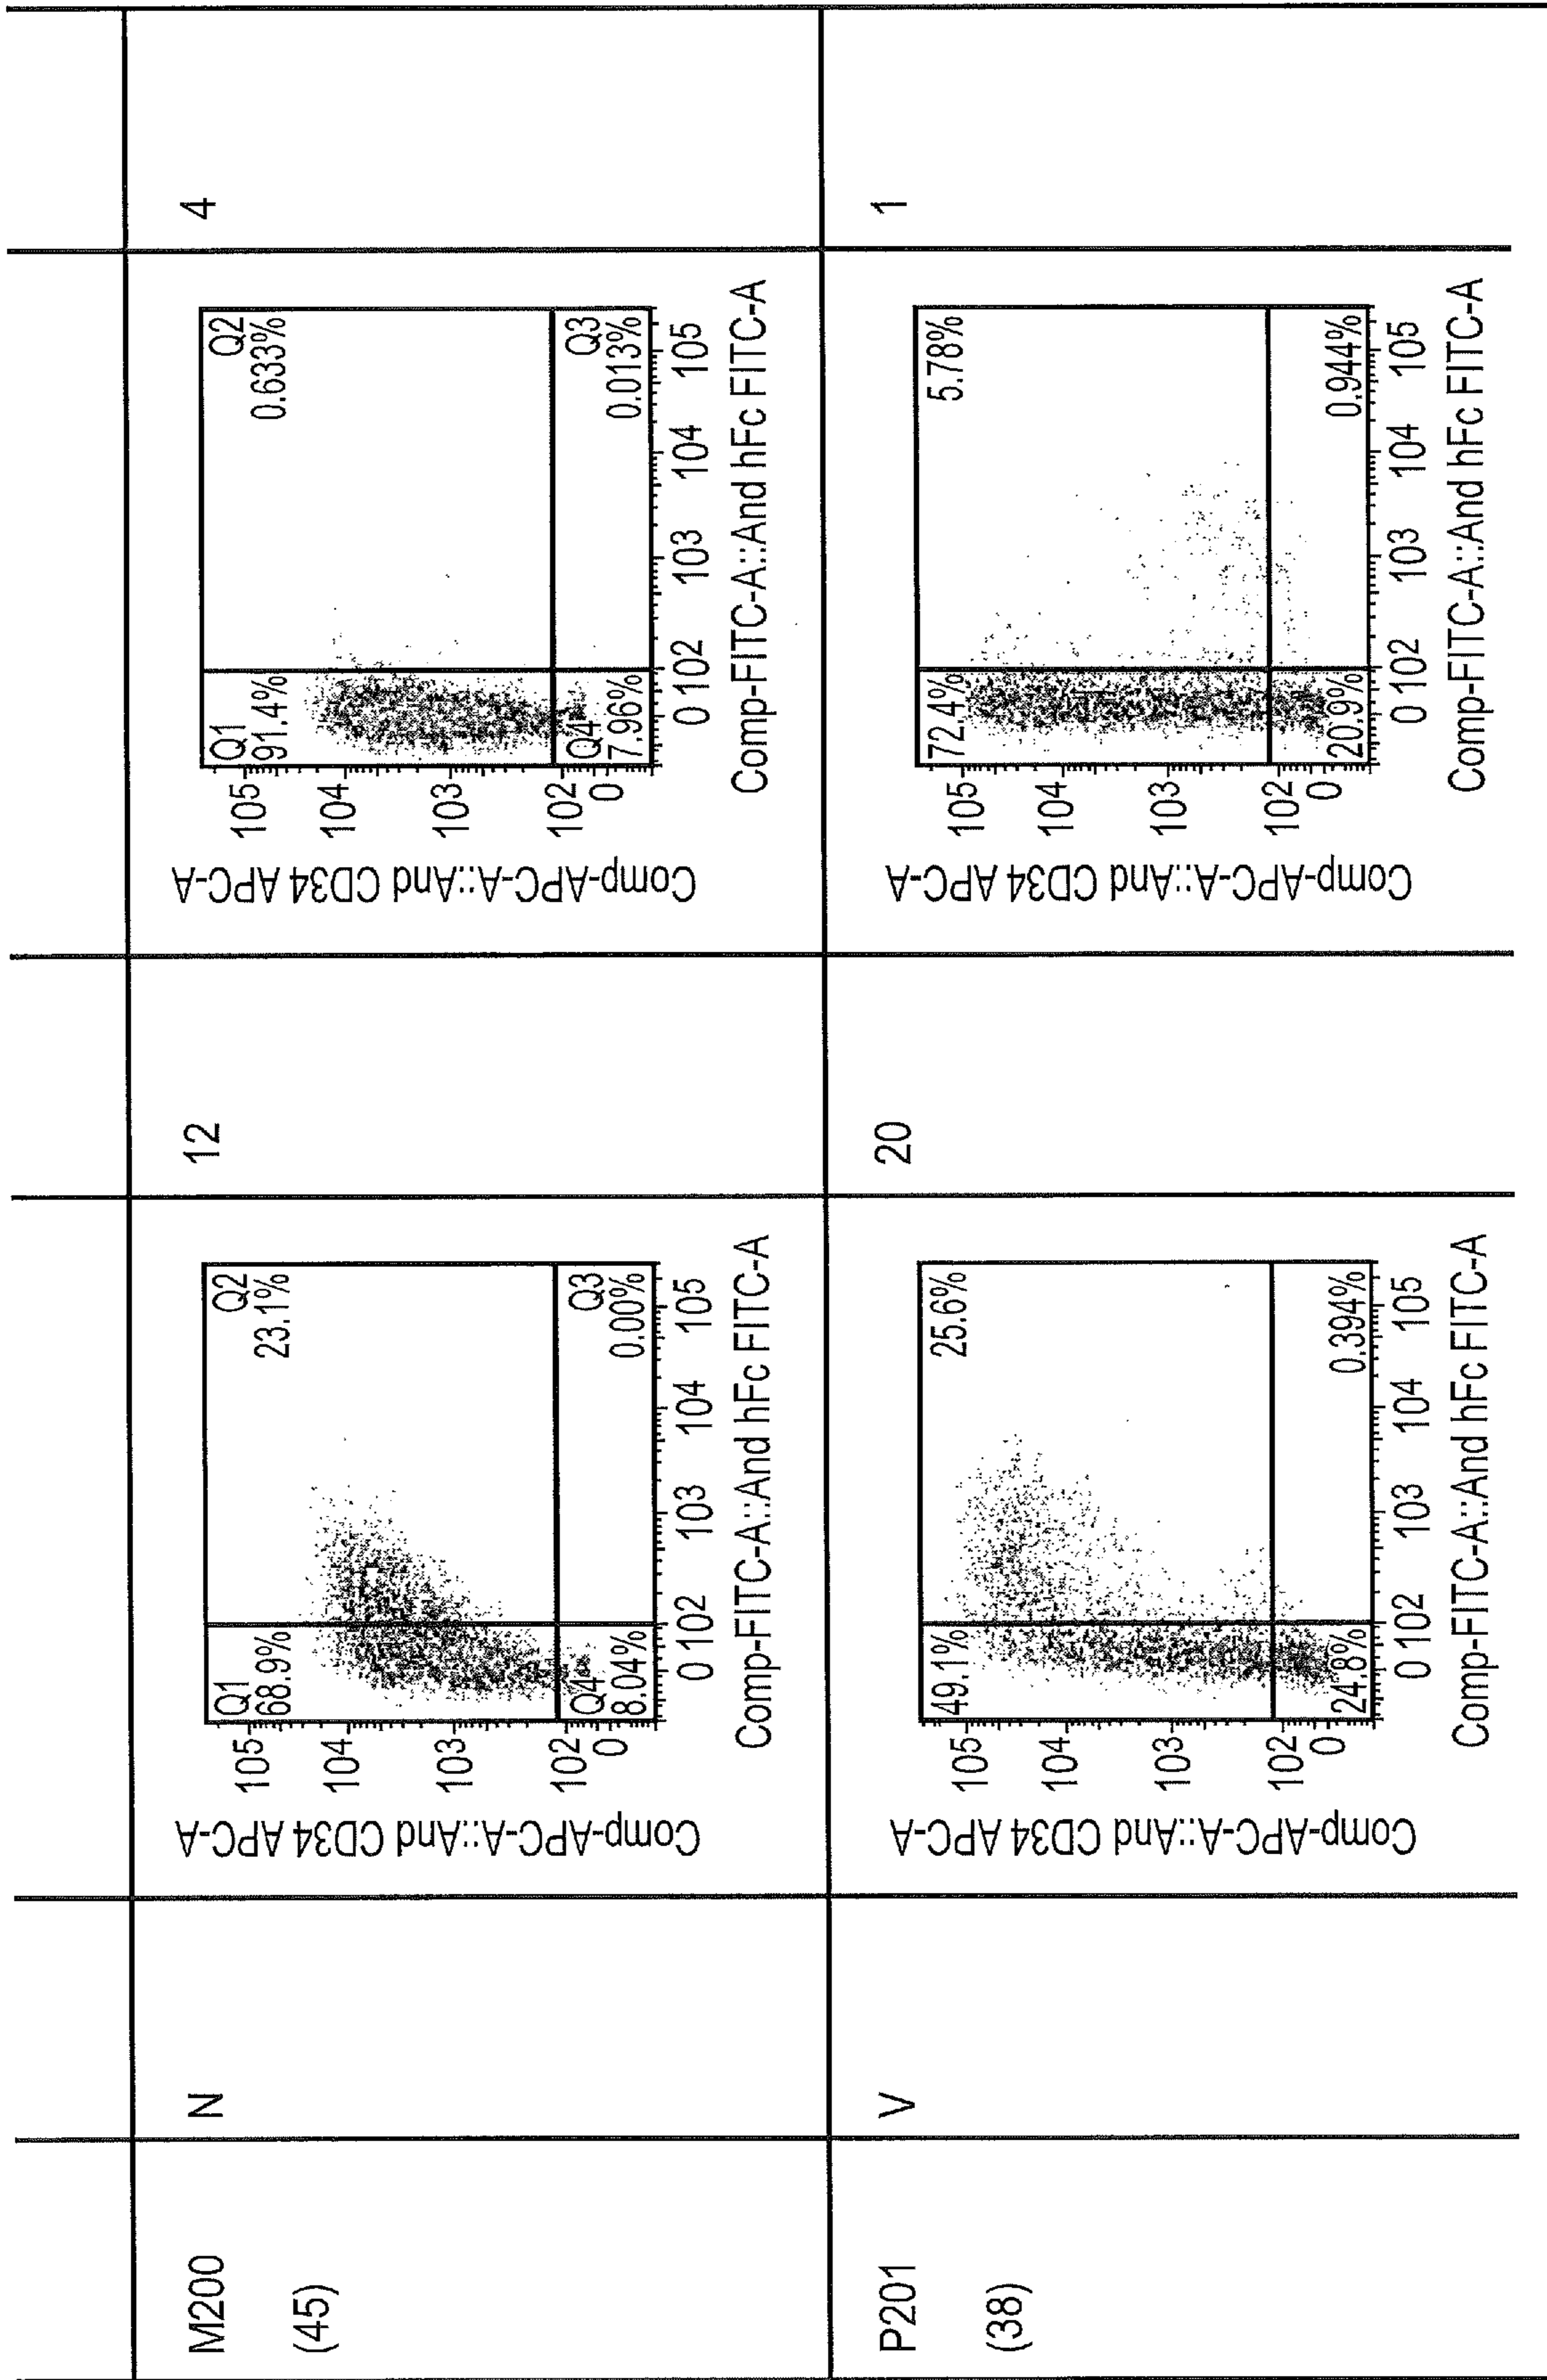 M200
(45)
N
Comp-APC-A::And CD34 APC-A
105
104
103
102
0
Q1
68.9%
Q2
23.1%
Q4
8.04%
Q3
0.00%
0 102 103 104 105
Comp-FITC-A::And hFc FITC-A
12
Comp-APC-A::And CD34 APC-A
105
104
103
102
0
Q1
91.4%
Q2
0.633%
Q4
7.96%
Q3
0.013%
0 102 103 104 105
Comp-FITC-A::And hFc FITC-A
4
P201
(38)
V
Comp-APC-A::And CD34 APC-A
105
104
103
102
0
49.1%
25.6%
24.8%
0.394%
0 102 103 104 105
Comp-FITC-A::And hFc FITC-A
20
Comp-APC-A::And CD34 APC-A
105
104
103
102
0
72.4%
5.78%
20.9%
0.944%
0 102 103 104 105
Comp-FITC-A::And hFc FITC-A
1